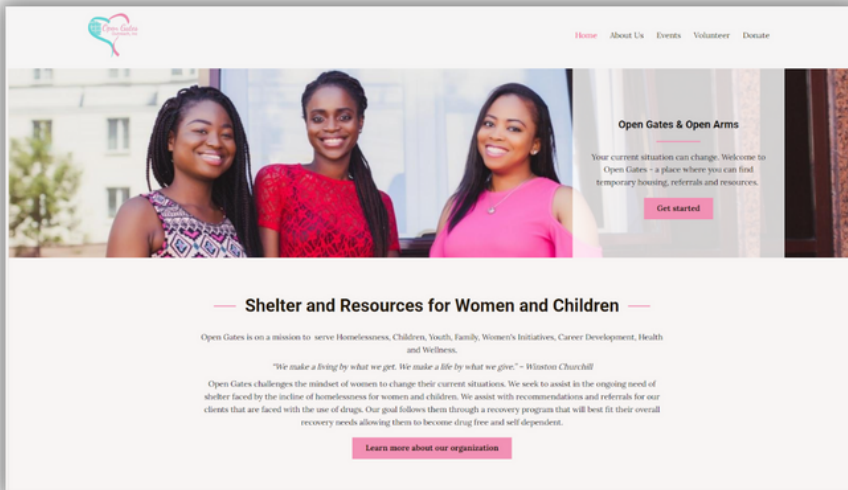 Open Gates
Home About Us Events Volunteer Donate
Open Gates & Open Arms
Your current situation can change. Welcome to
Open Gates - a place where you can find
temporary housing, referrals and resources.
Get started
Shelter and Resources for Women and Children
Open Gates is on a mission to serve Homelessness, Children, Youth, Family, Women's Initiatives, Career Development, Health
and Wellness.
"We make a living by what we get. We make a life by what we give." ~ Winston Churchill
Open Gates challenges the mindset of women to change their current situations. We seek to assist in the ongoing need of
shelter faced by the incline of homelessness for women and children. We assist with recommendations and referrals for our
clients that are faced with the use of drugs. Our goal follows them through a recovery program that will best fit their overall
recovery needs allowing them to become drug free and self dependent.
Learn more about our organization